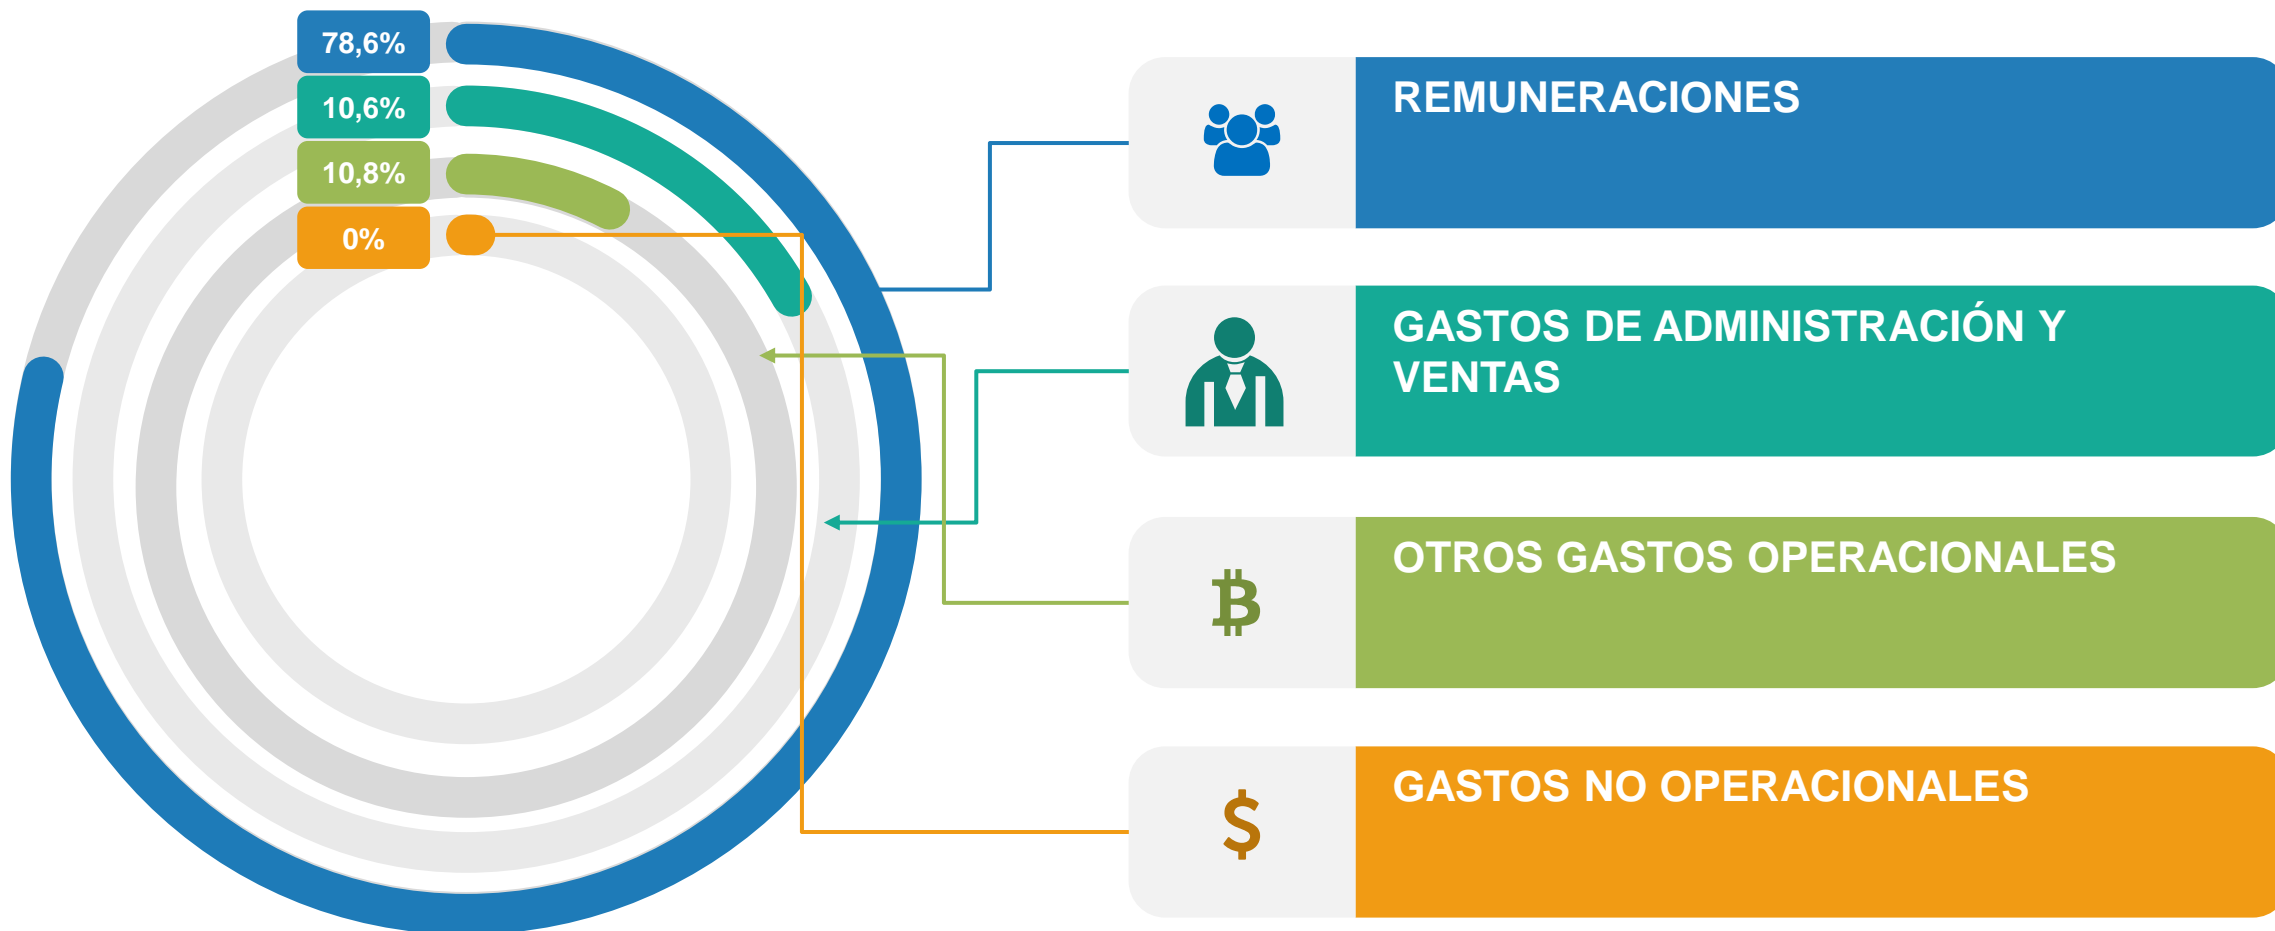 78,6%
10,6%
10,8%
0%
REMUNERACIONES
GASTOS DE ADMINISTRACIÓN Y
VENTAS
OTROS GASTOS OPERACIONALES
GASTOS NO OPERACIONALES